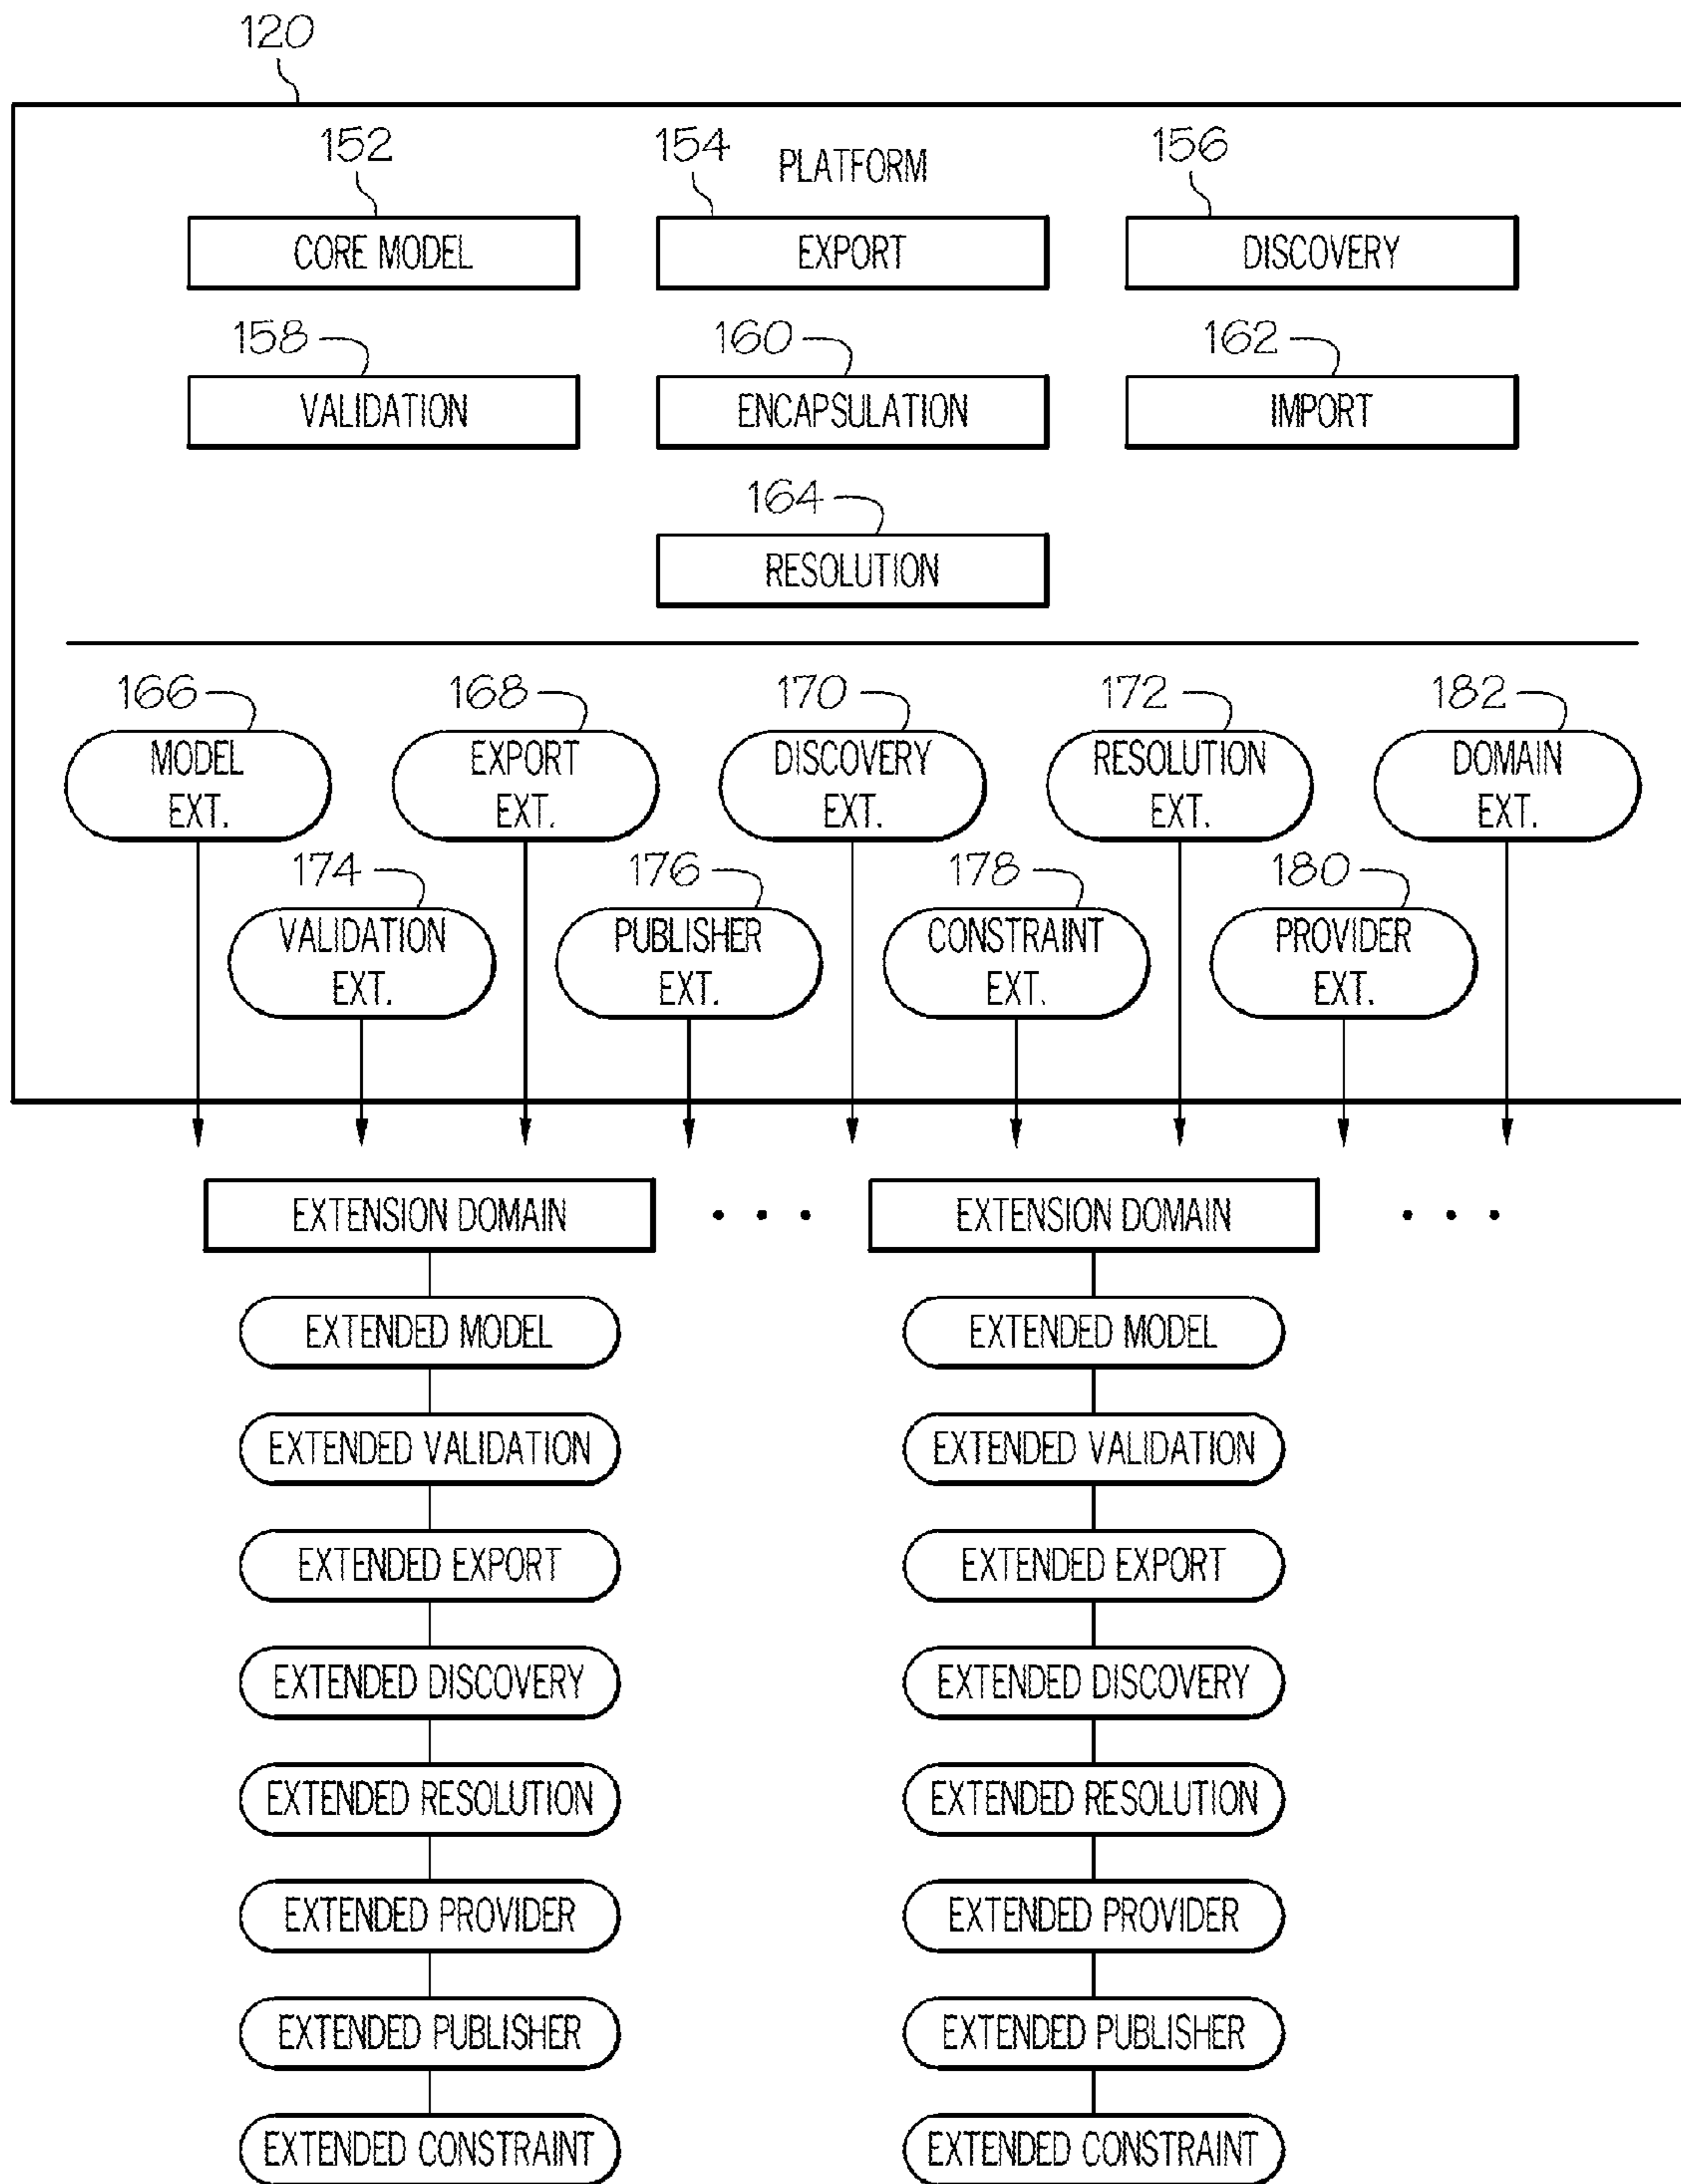 120
152
154
PLATFORM
156
CORE MODEL
EXPORT
DISCOVERY
158
160
162
VALIDATION
ENCAPSULATION
IMPORT
164
RESOLUTION
166
168
170
172
182
MODEL
EXT.
EXPORT
EXT.
DISCOVERY
EXT.
RESOLUTION
EXT.
DOMAIN
EXT.
174
176
178
180
VALIDATION
EXT.
PUBLISHER
EXT.
CONSTRAINT
EXT.
PROVIDER
EXT.
EXTENSION DOMAIN
• • •
EXTENSION DOMAIN
• • •
EXTENDED MODEL
EXTENDED MODEL
EXTENDED VALIDATION
EXTENDED VALIDATION
EXTENDED EXPORT
EXTENDED EXPORT
EXTENDED DISCOVERY
EXTENDED DISCOVERY
EXTENDED RESOLUTION
EXTENDED RESOLUTION
EXTENDED PROVIDER
EXTENDED PROVIDER
EXTENDED PUBLISHER
EXTENDED PUBLISHER
EXTENDED CONSTRAINT
EXTENDED CONSTRAINT